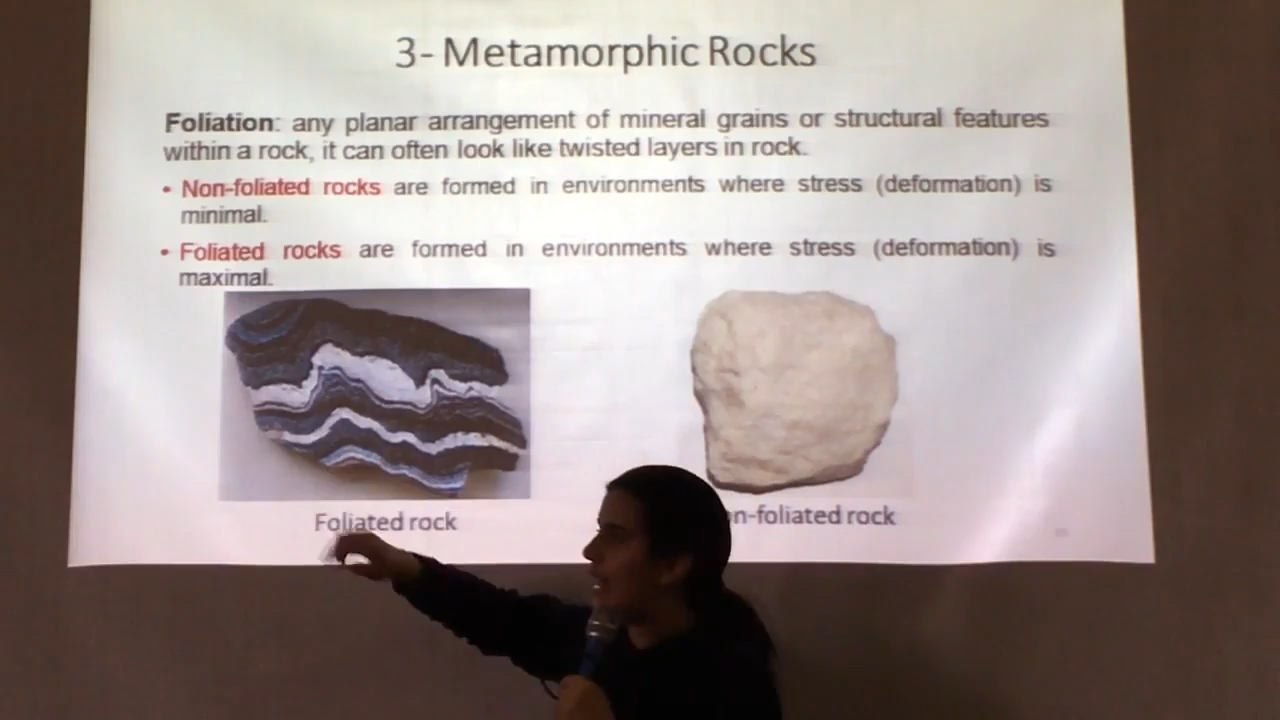 3- Metamorphic Rocks
Foliation: any planar arrangement of mineral grains or structural features
within a rock, it can often look like twisted layers in rock.
• Non-foliated rocks are formed in environments where stress (deformation) is
minimal.
• Foliated rocks are formed in environments where stress (deformation) is
maximal.
Foliated rock
n-foliated rock